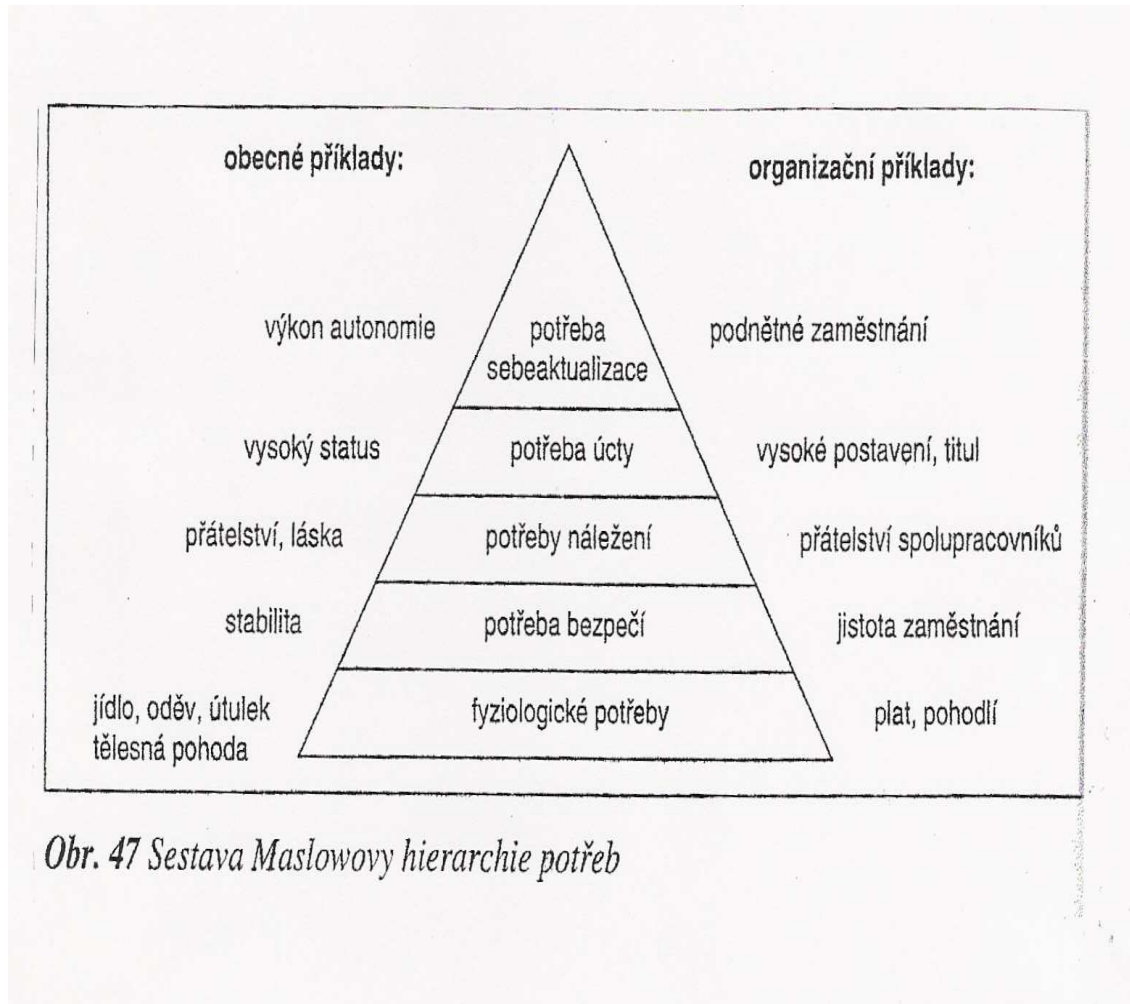 obecné příklady:
organizační příklady:
výkon autonomie
potřeba
sebeaktualizace
podnětné zaměstnání
vysoký status
potřeba úcty
vysoké postavení, titul
přátelství, láska
potřeby náležení
přátelství spolupracovníků
stabilita
potřeba bezpečí
jistota zaměstnání
jídlo, oděv, útulek
tělesná pohoda
fyziologické potřeby
plat, pohodlí
Obr. 47 Sestava Maslowovy hierarchie potřeb